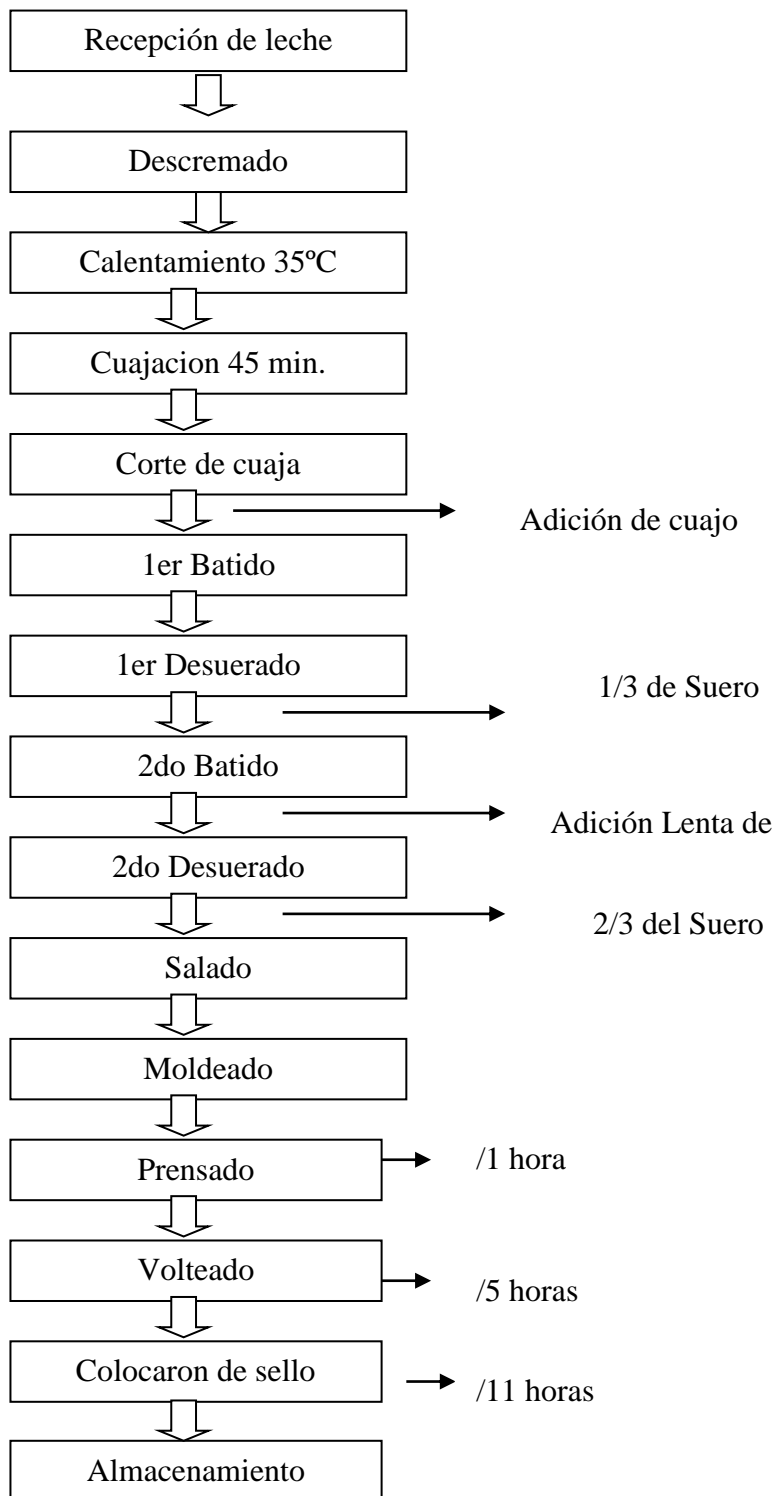 Recepción de leche
Descremado
Calentamiento 35ºC
Cuajacion 45 min.
Corte de cuaja
Adición de cuajo
1er Batido
1er Desuerado
1/3 de Suero
2do Batido
Adición Lenta de
2do Desuerado
2/3 del Suero
Salado
Moldeado
Prensado
/1 hora
Volteado
/5 horas
Colocaron de sello
/11 horas
Almacenamiento